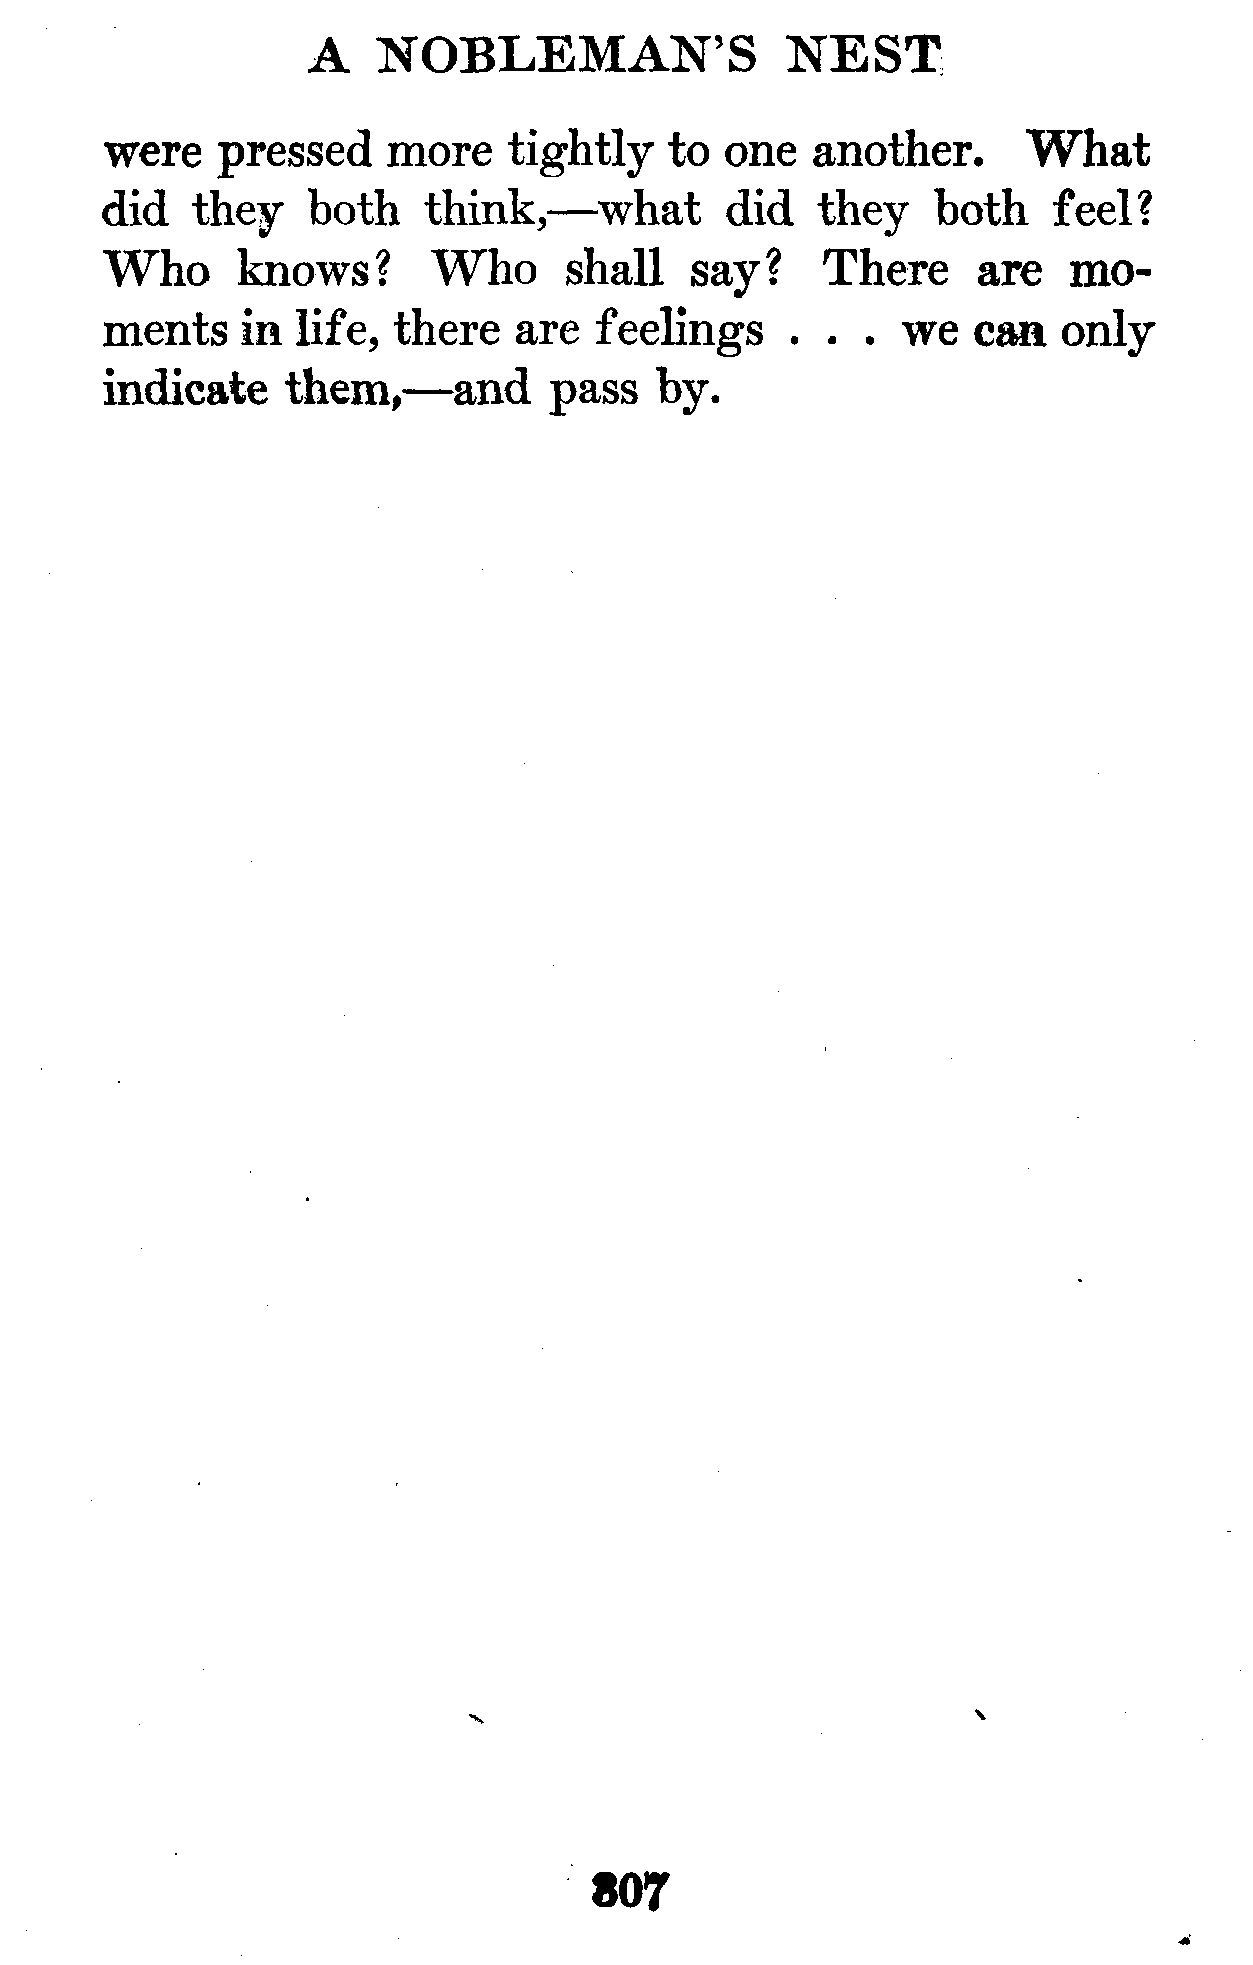 A NOBLEMAN'S NEST
were pressed more tightly to one another. What
did they both think,—what did they both feel?
Who knows? Who shall say? There are mo-
ments in life, there are feelings . . . we can only
indicate them,—and pass by.
307